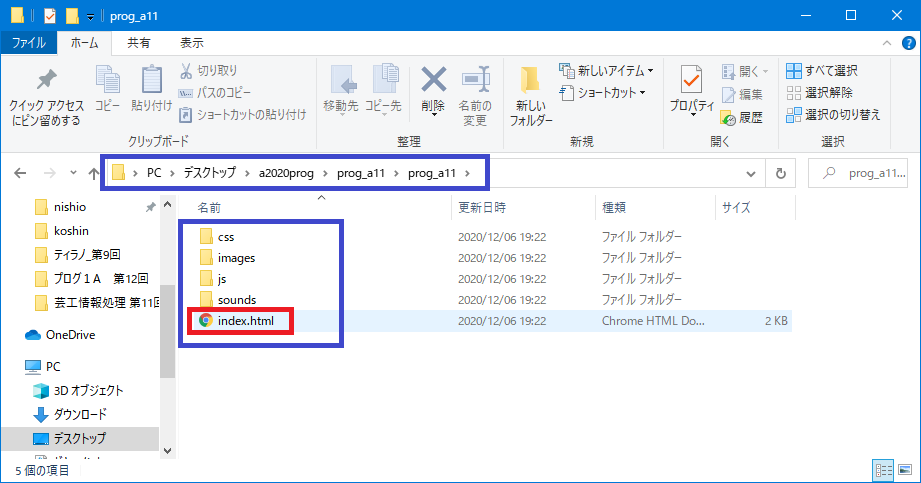 prog_a11
ファイル ホーム 共有 表示
クイック アクセス
にピン留めする
コピー
貼り付け
切り取り
パスのコピー
ショートカットの貼り付け
クリップボード
移動先
コピー先
削除
名前の
変更
整理
新しい
フォルダー
新しいアイテム
ショートカット
新規
プロパティ
開く
編集
履歴
開く
すべて選択
選択解除
選択の切り替え
選択
PC デスクトップ a2020prog prog_a11 prog_a11
prog_a11...
名前 更新日時 種類 サイズ
nishio
koshin
ティラノ_第9回
プログ１A　第12回
芸工情報処理 第11回
OneDrive
PC
3D オブジェクト
ダウンロード
デスクトップ
css 2020/12/06 19:22 ファイル フォルダー
images 2020/12/06 19:22 ファイル フォルダー
js 2020/12/06 19:22 ファイル フォルダー
sounds 2020/12/06 19:22 ファイル フォルダー
index.html 2020/12/06 19:22 Chrome HTML Do... 2 KB
5 個の項目